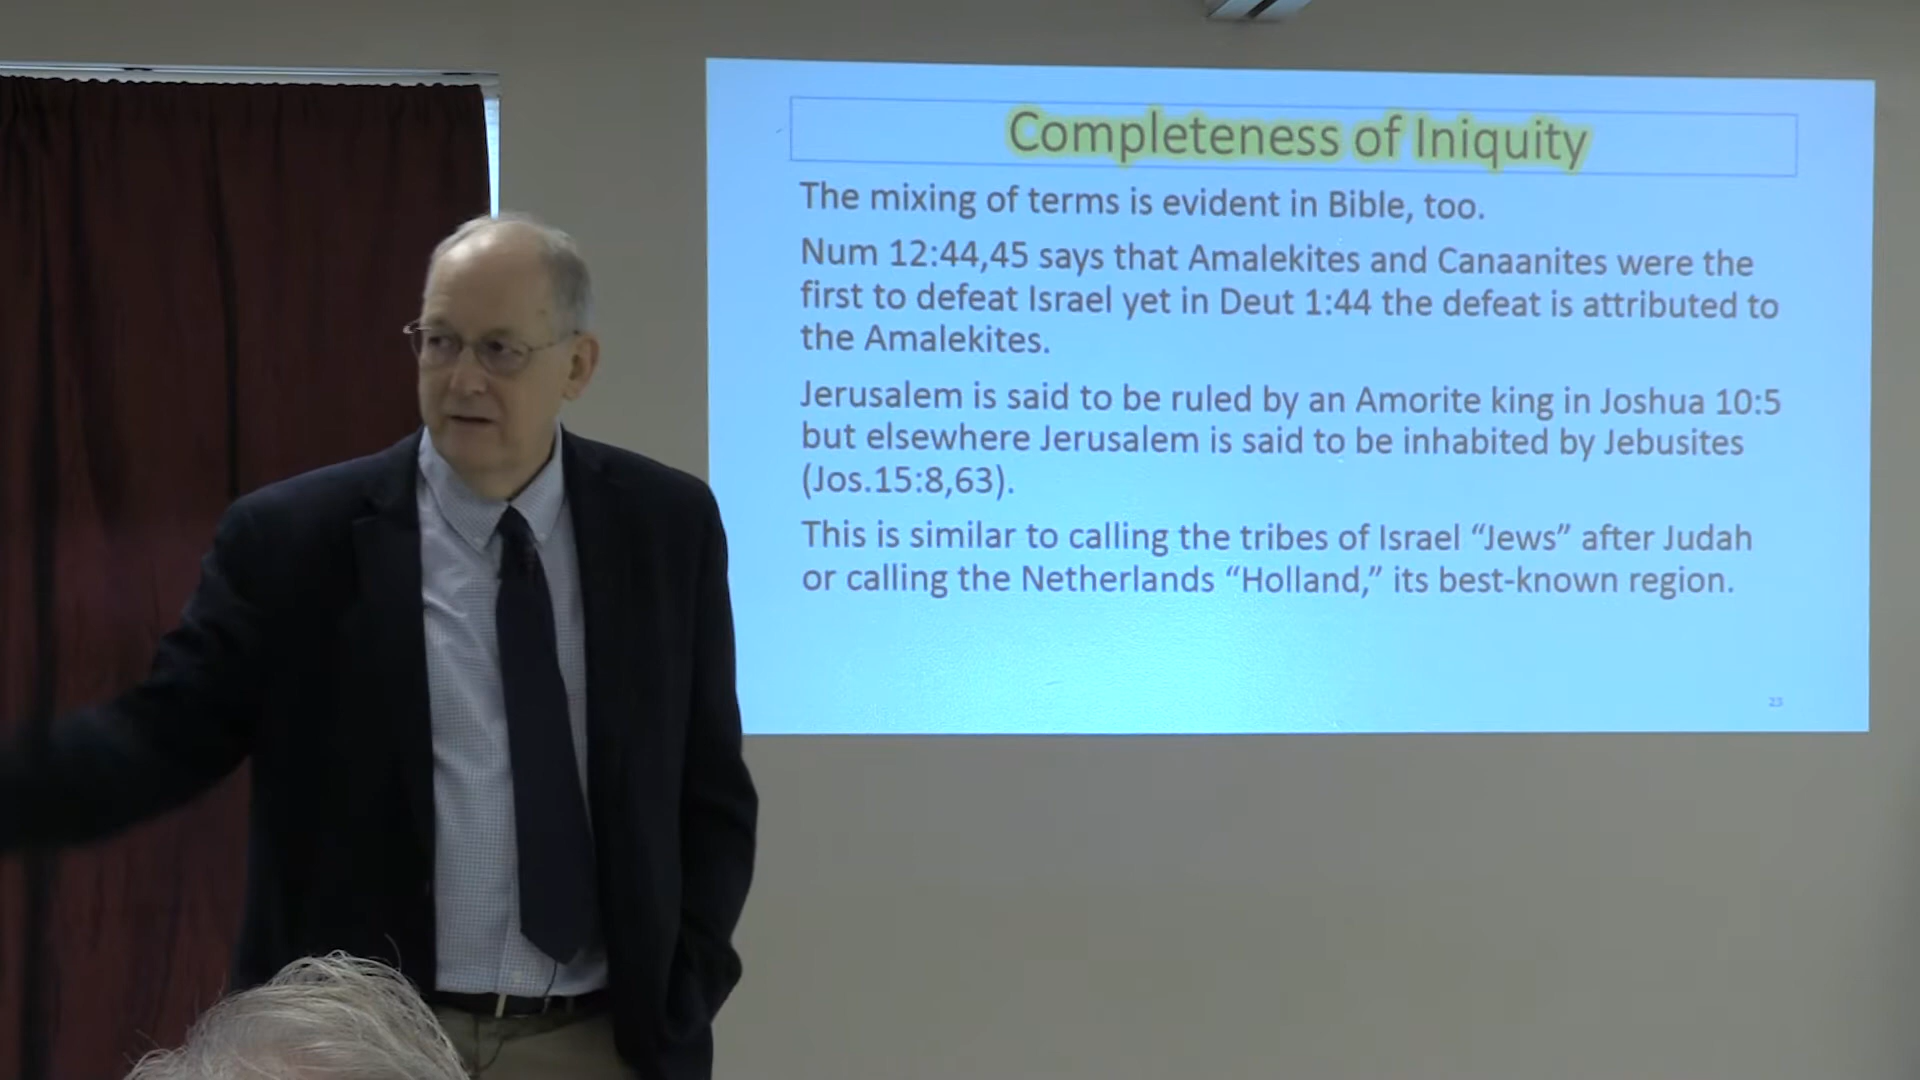 Completeness of Iniquity
The mixing of terms is evident in Bible, too.
Num 12:44,45 says that Amalekites and Canaanites were the
first to defeat Israel yet in Deut 1:44 the defeat is attributed to
the Amalekites.
Jerusalem is said to be ruled by an Amorite king in Joshua 10:5
but elsewhere Jerusalem is said to be inhabited by Jebusites
(Jos.15:8,63).
This is similar to calling the tribes of Israel “Jews” after Judah
or calling the Netherlands “Holland,” its best-known region.
23